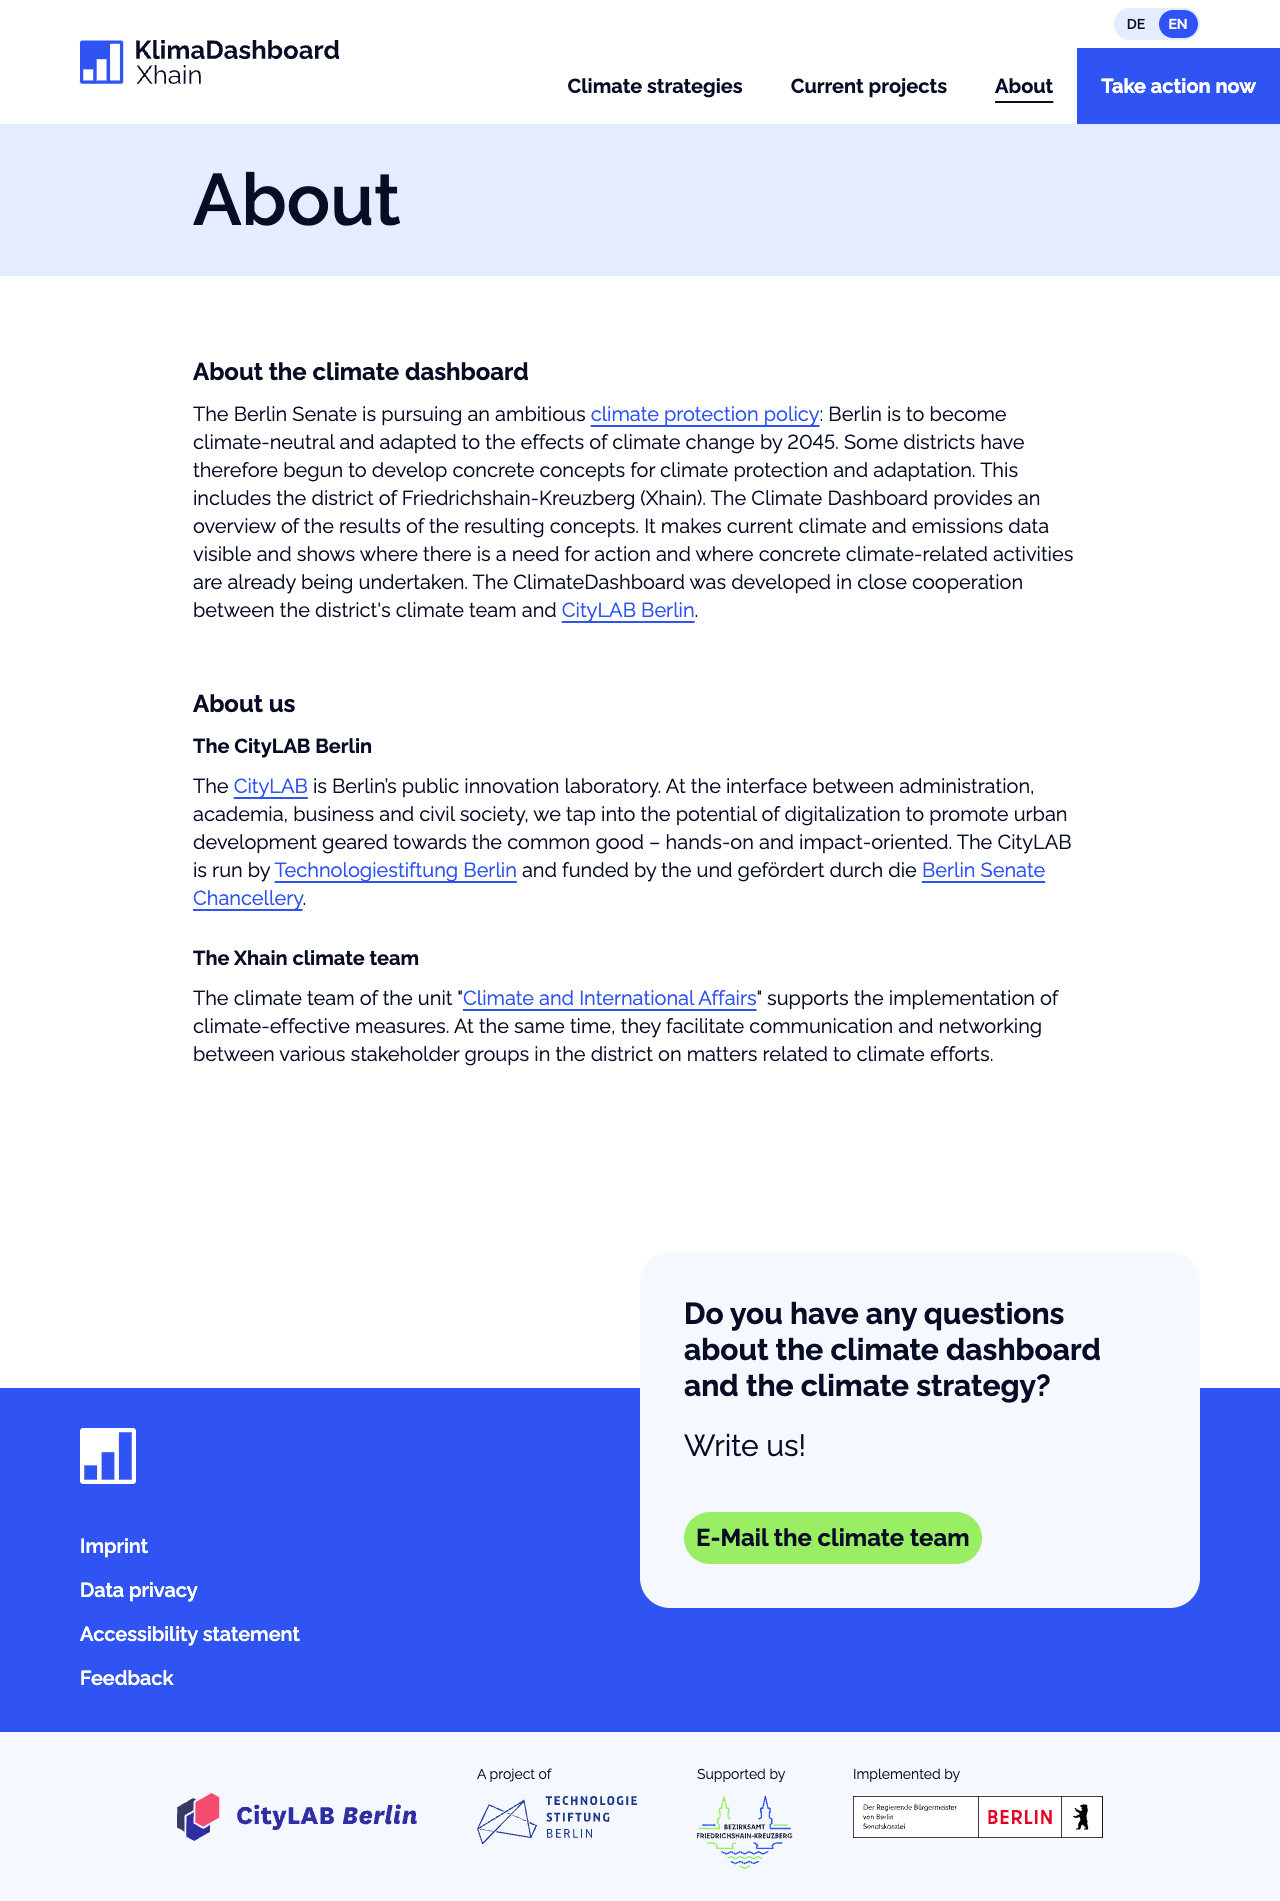 DE EN
KlimaDashboard
Xhain
Climate strategies Current projects About Take action now
About
About the climate dashboard
The Berlin Senate is pursuing an ambitious climate protection policy: Berlin is to become
climate-neutral and adapted to the effects of climate change by 2045. Some districts have
therefore begun to develop concrete concepts for climate protection and adaptation. This
includes the district of Friedrichshain-Kreuzberg (Xhain). The Climate Dashboard provides an
overview of the results of the resulting concepts. It makes current climate and emissions data
visible and shows where there is a need for action and where concrete climate-related activities
are already being undertaken. The ClimateDashboard was developed in close cooperation
between the district's climate team and CityLAB Berlin.
About us
The CityLAB Berlin
The CityLAB is Berlin’s public innovation laboratory. At the interface between administration,
academia, business and civil society, we tap into the potential of digitalization to promote urban
development geared towards the common good – hands-on and impact-oriented. The CityLAB
is run by Technologiestiftung Berlin and funded by the und gefördert durch die Berlin Senate
Chancellery.
The Xhain climate team
The climate team of the unit "Climate and International Affairs" supports the implementation of
climate-effective measures. At the same time, they facilitate communication and networking
between various stakeholder groups in the district on matters related to climate efforts.
Do you have any questions
about the climate dashboard
and the climate strategy?
Write us!
E-Mail the climate team
Imprint
Data privacy
Accessibility statement
Feedback
CityLAB Berlin
A project of
TECHNOLOGIE
STIFTUNG
BERLIN
Supported by
BEZIRKSAMT
FRIEDRICHSHAIN-KREUZBERG
Implemented by
Der Regierende Bürgermeister
von Berlin
Senatskanzlei
BERLIN